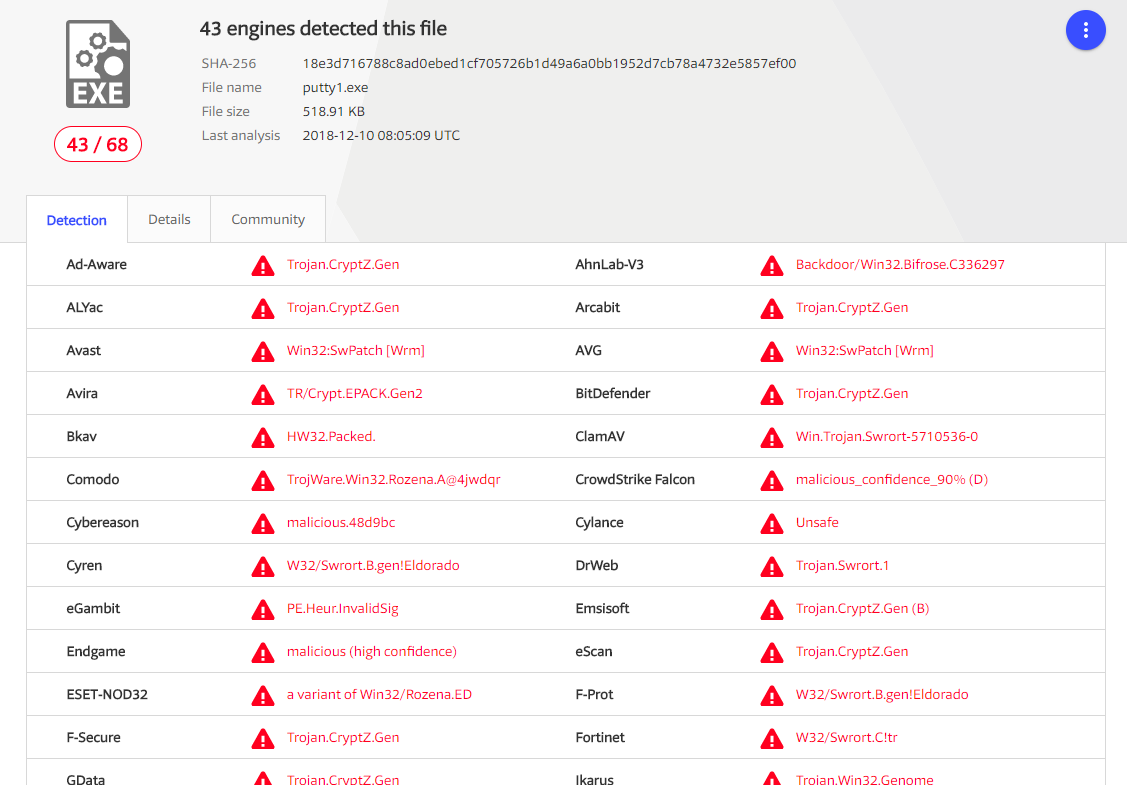 43 engines detected this file
SHA-256 18e3d716788c8ad0ebed1cf705726b1d49a6a0bb1952d7cb78a4732e5857ef00
File name putty1.exe
File size 518.91 KB
Last analysis 2018-12-10 08:05:09 UTC
EXE
43 / 68
Detection Details Community
Ad-Aware Trojan.CryptZ.Gen AhnLab-V3 Backdoor/Win32.Bifrose.C336297
ALYac Trojan.CryptZ.Gen Arcabit Trojan.CryptZ.Gen
Avast Win32:SwPatch [Wrm] AVG Win32:SwPatch [Wrm]
Avira TR/Crypt.EPACK.Gen2 BitDefender Trojan.CryptZ.Gen
Bkav HW32.Packed. ClamAV Win.Trojan.Swrort-5710536-0
Comodo TrojWare.Win32.Rozena.A@4jwdqr CrowdStrike Falcon malicious_confidence_90% (D)
Cybereason malicious.48d9bc Cylance Unsafe
Cyren W32/Swrort.B.gen!Eldorado DrWeb Trojan.Swrort.1
eGambit PE.Heur.InvalidSig Emsisoft Trojan.CryptZ.Gen (B)
Endgame malicious (high confidence) eScan Trojan.CryptZ.Gen
ESET-NOD32 a variant of Win32/Rozena.ED F-Prot W32/Swrort.B.gen!Eldorado
F-Secure Trojan.CryptZ.Gen Fortinet W32/Swrort.C!tr
GData Trojan.CryptZ.Gen Ikarus Trojan.Win32.Genome